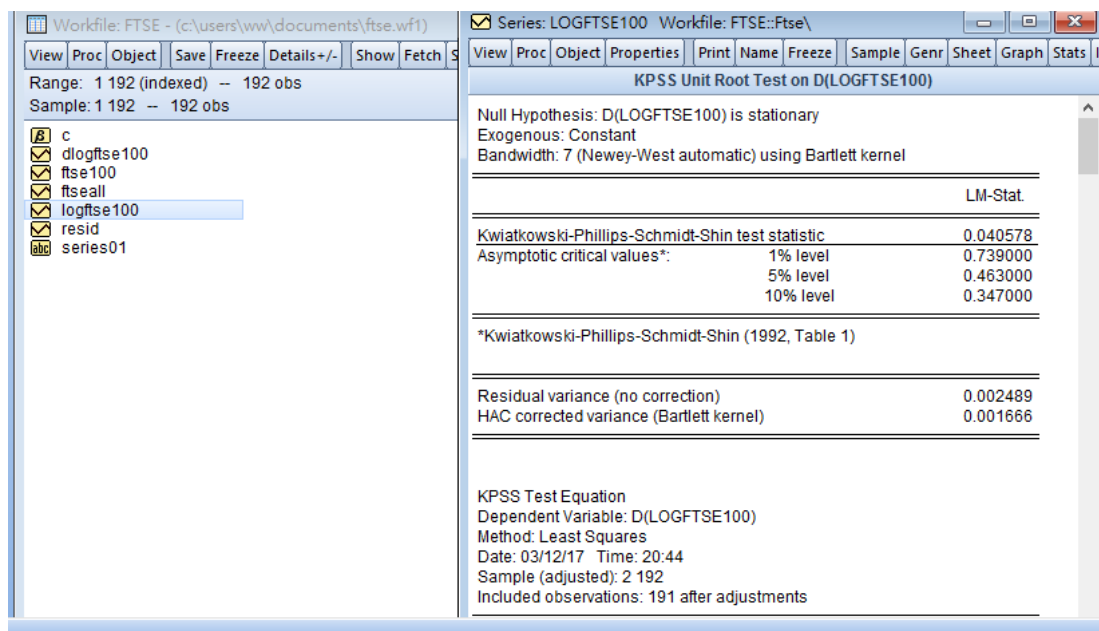 Workfile: FTSE - (c:\users\ww\documents\ftse.wf1)
View Proc Object Save Freeze Details+/- Show Fetch S
Range: 1 192 (indexed) -- 192 obs
Sample: 1 192 -- 192 obs
β c
dlogftse100
ftse100
ftseall
logftse100
resid
abc series01
Series: LOGFTSE100 Workfile: FTSE::Ftse\
View Proc Object Properties Print Name Freeze Sample Genr Sheet Graph Stats I
KPSS Unit Root Test on D(LOGFTSE100)
Null Hypothesis: D(LOGFTSE100) is stationary
Exogenous: Constant
Bandwidth: 7 (Newey-West automatic) using Bartlett kernel
LM-Stat.
Kwiatkowski-Phillips-Schmidt-Shin test statistic 0.040578
Asymptotic critical values*: 1% level 0.739000
5% level 0.463000
10% level 0.347000
*Kwiatkowski-Phillips-Schmidt-Shin (1992, Table 1)
Residual variance (no correction) 0.002489
HAC corrected variance (Bartlett kernel) 0.001666
KPSS Test Equation
Dependent Variable: D(LOGFTSE100)
Method: Least Squares
Date: 03/12/17 Time: 20:44
Sample (adjusted): 2 192
Included observations: 191 after adjustments